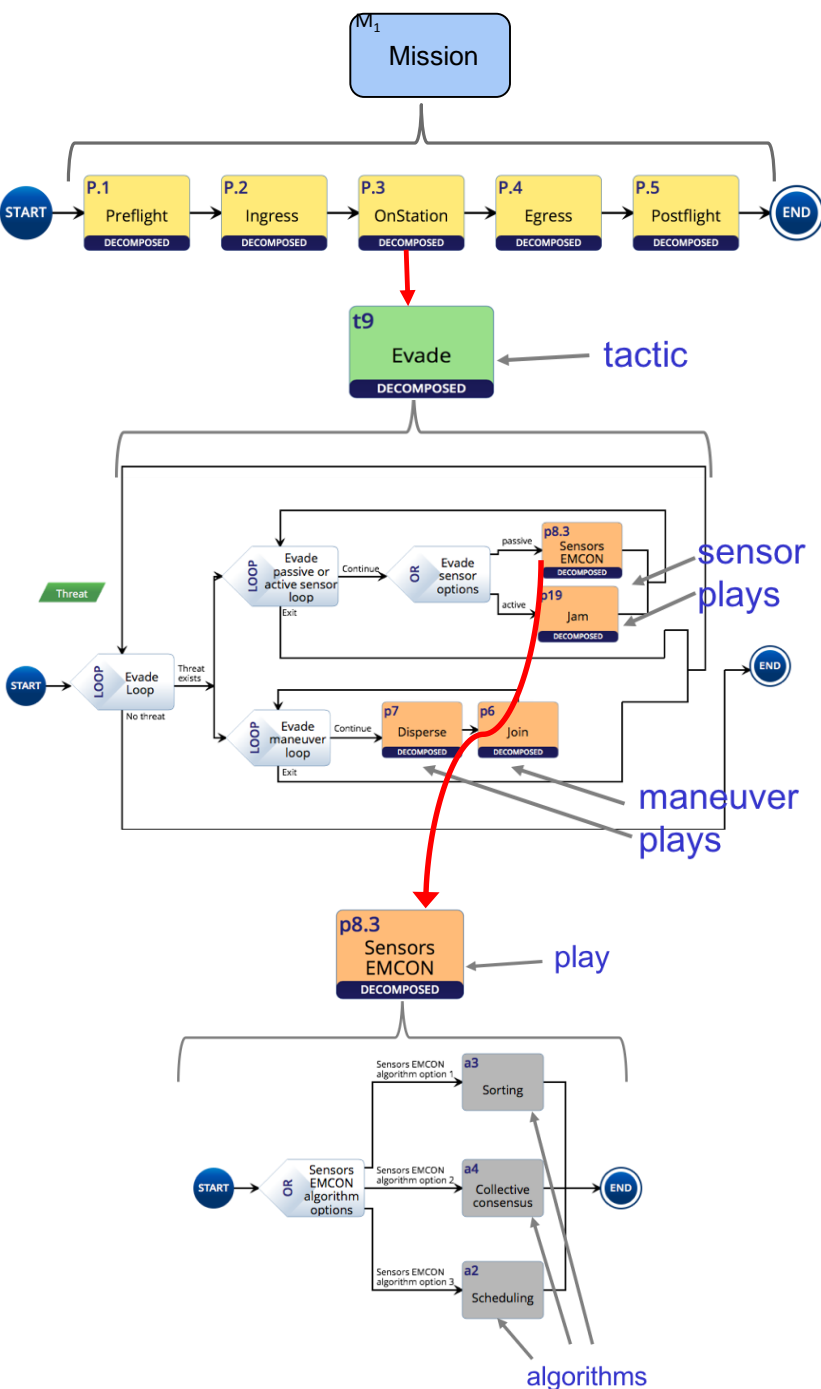 M1
Mission
START
P.1
Preflight
DECOMPOSED
P.2
Ingress
DECOMPOSED
P.3
OnStation
DECOMPOSED
P.4
Egress
DECOMPOSED
P.5
Postflight
DECOMPOSED
END
t9
Evade
DECOMPOSED
tactic
Threat
START
LOOP
Evade
Loop
Threat
exists
No threat
LOOP
Evade
passive or
active sensor
loop
Continue
Exit
OR
Evade
sensor
options
passive
active
p8.3
Sensors
EMCON
DECOMPOSED
p19
Jam
DECOMPOSED
sensor
plays
END
LOOP
Evade
maneuver
loop
Continue
Exit
p7
Disperse
DECOMPOSED
p6
Join
DECOMPOSED
maneuver
plays
p8.3
Sensors
EMCON
DECOMPOSED
play
START
OR
Sensors
EMCON
algorithm
options
Sensors EMCON
algorithm option 1
a3
Sorting
Sensors EMCON
algorithm option 2
a4
Collective
consensus
Sensors EMCON
algorithm option 3
a2
Scheduling
END
algorithms